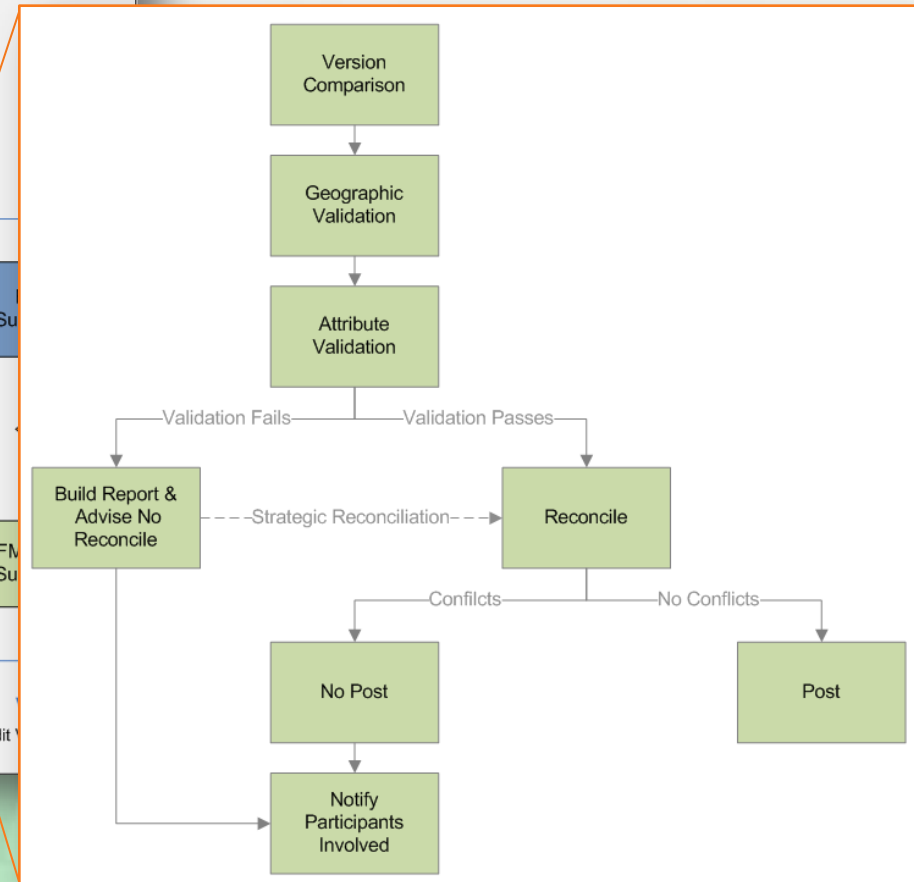 Version
Comparison
Geographic
Validation
Attribute
Validation
Validation Fails
Validation Passes
Build Report &
Advise No
Reconcile
Strategic Reconciliation
Reconcile
Confilcts
No Conflicts
No Post
Post
Notify
Participants
Involved